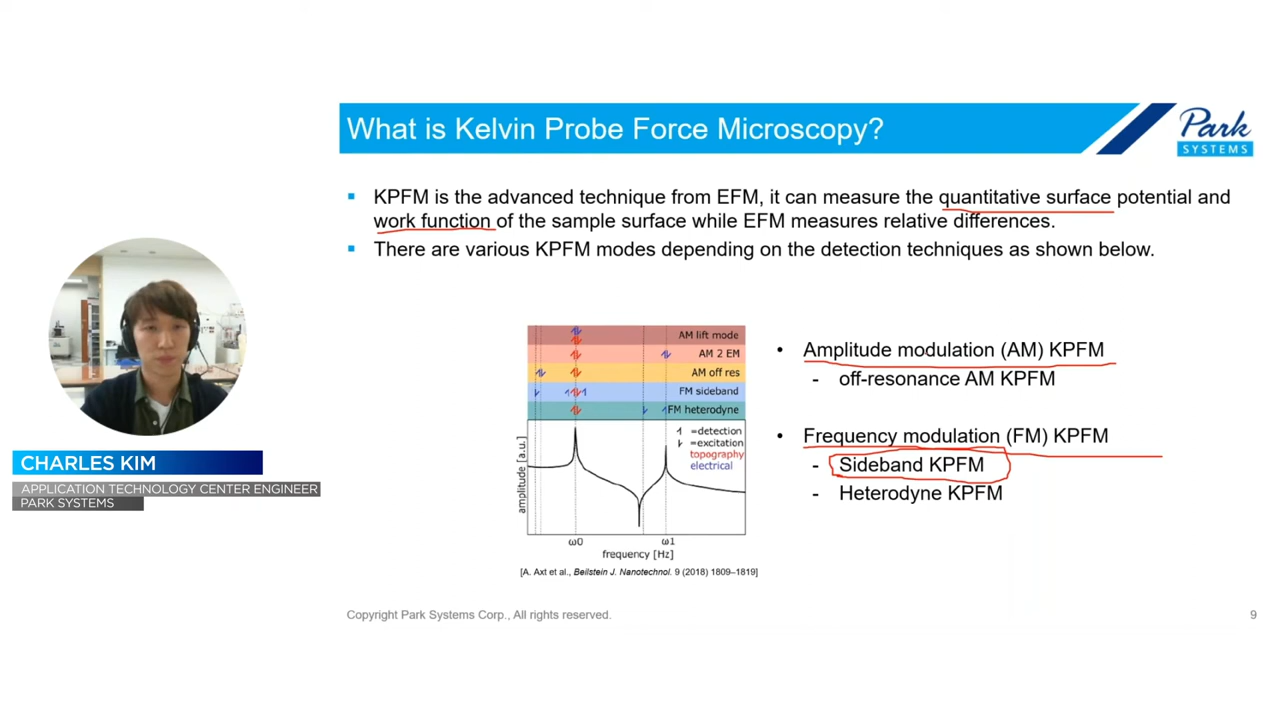 What is Kelvin Probe Force Microscopy?
Park
SYSTEMS
▪ KPFM is the advanced technique from EFM, it can measure the quantitative surface potential and
work function of the sample surface while EFM measures relative differences.
▪ There are various KPFM modes depending on the detection techniques as shown below.
AM lift mode
AM 2 EM
AM off res
FM sideband
FM heterodyne
=detection
=excitation
topography
electrical
amplitude [a.u.]
ω0
ω1
frequency [Hz]
[A. Axt et al., Beilstein J. Nanotechnol. 9 (2018) 1809–1819]
• Amplitude modulation (AM) KPFM
- off-resonance AM KPFM
• Frequency modulation (FM) KPFM
- Sideband KPFM
- Heterodyne KPFM
CHARLES KIM
APPLICATION TECHNOLOGY CENTER ENGINEER
PARK SYSTEMS
Copyright Park Systems Corp., All rights reserved.
9